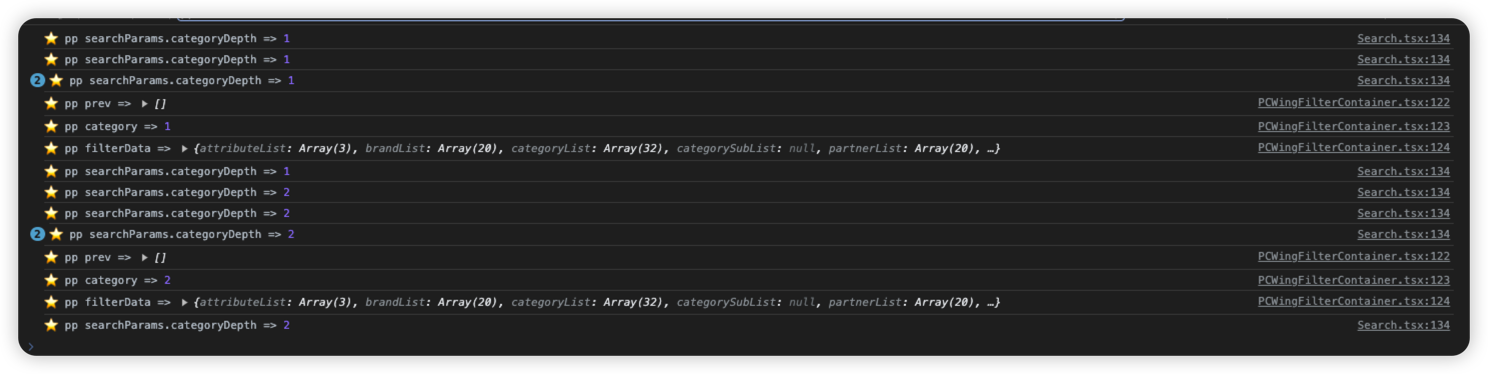 ⭐ pp searchParams.categoryDepth => 1 Search.tsx:134
⭐ pp searchParams.categoryDepth => 1 Search.tsx:134
2 ⭐ pp searchParams.categoryDepth => 1 Search.tsx:134
⭐ pp prev => ▶ [] PCWingFilterContainer.tsx:122
⭐ pp category => 1 PCWingFilterContainer.tsx:123
⭐ pp filterData => ▶ {attributeList: Array(3), brandList: Array(20), categoryList: Array(32), categorySubList: null, partnerList: Array(20), …} PCWingFilterContainer.tsx:124
⭐ pp searchParams.categoryDepth => 1 Search.tsx:134
⭐ pp searchParams.categoryDepth => 2 Search.tsx:134
⭐ pp searchParams.categoryDepth => 2 Search.tsx:134
2 ⭐ pp searchParams.categoryDepth => 2 Search.tsx:134
⭐ pp prev => ▶ [] PCWingFilterContainer.tsx:122
⭐ pp category => 2 PCWingFilterContainer.tsx:123
⭐ pp filterData => ▶ {attributeList: Array(3), brandList: Array(20), categoryList: Array(32), categorySubList: null, partnerList: Array(20), …} PCWingFilterContainer.tsx:124
⭐ pp searchParams.categoryDepth => 2 Search.tsx:134
>